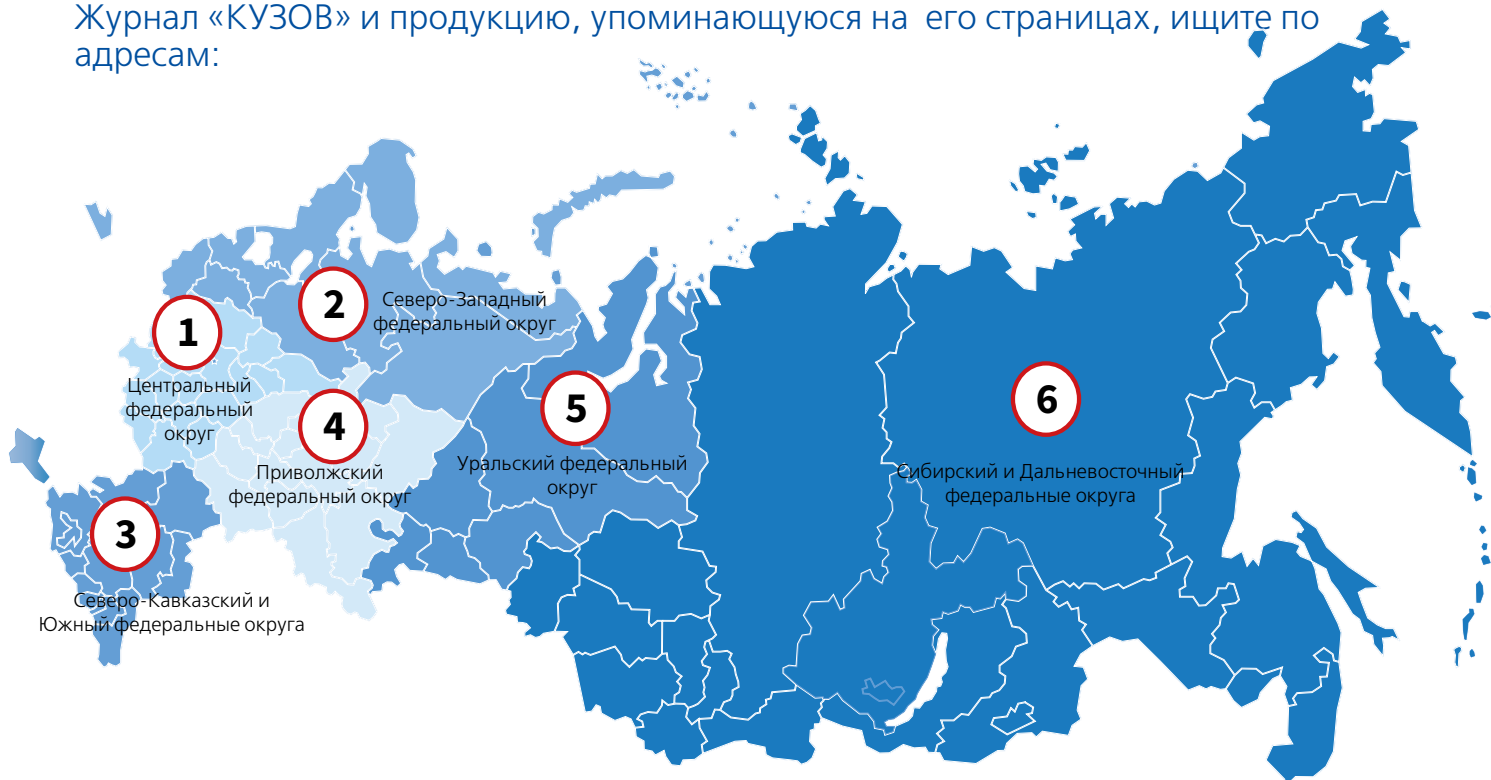 Журнал «КУЗОВ» и продукцию, упоминающуюся на его страницах, ищите по
адресам:
1
Центральный
федеральный
округ
2
Северо-Западный
федеральный округ
3
Северо-Кавказский и
Южный федеральные округа
4
Приволжский
федеральный округ
5
Уральский федеральный
округ
6
Сибирский и Дальневосточный
федеральные округа